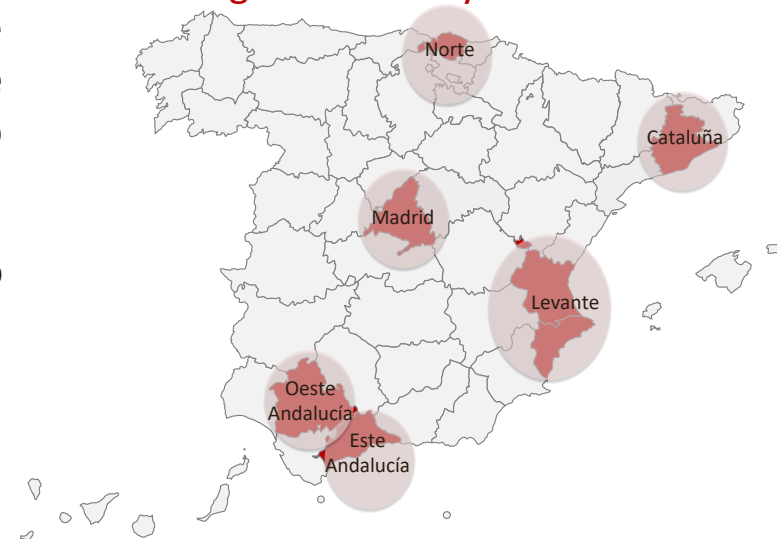 Norte
Cataluña
Madrid
Levante
Oeste
Andalucía
Este
Andalucía